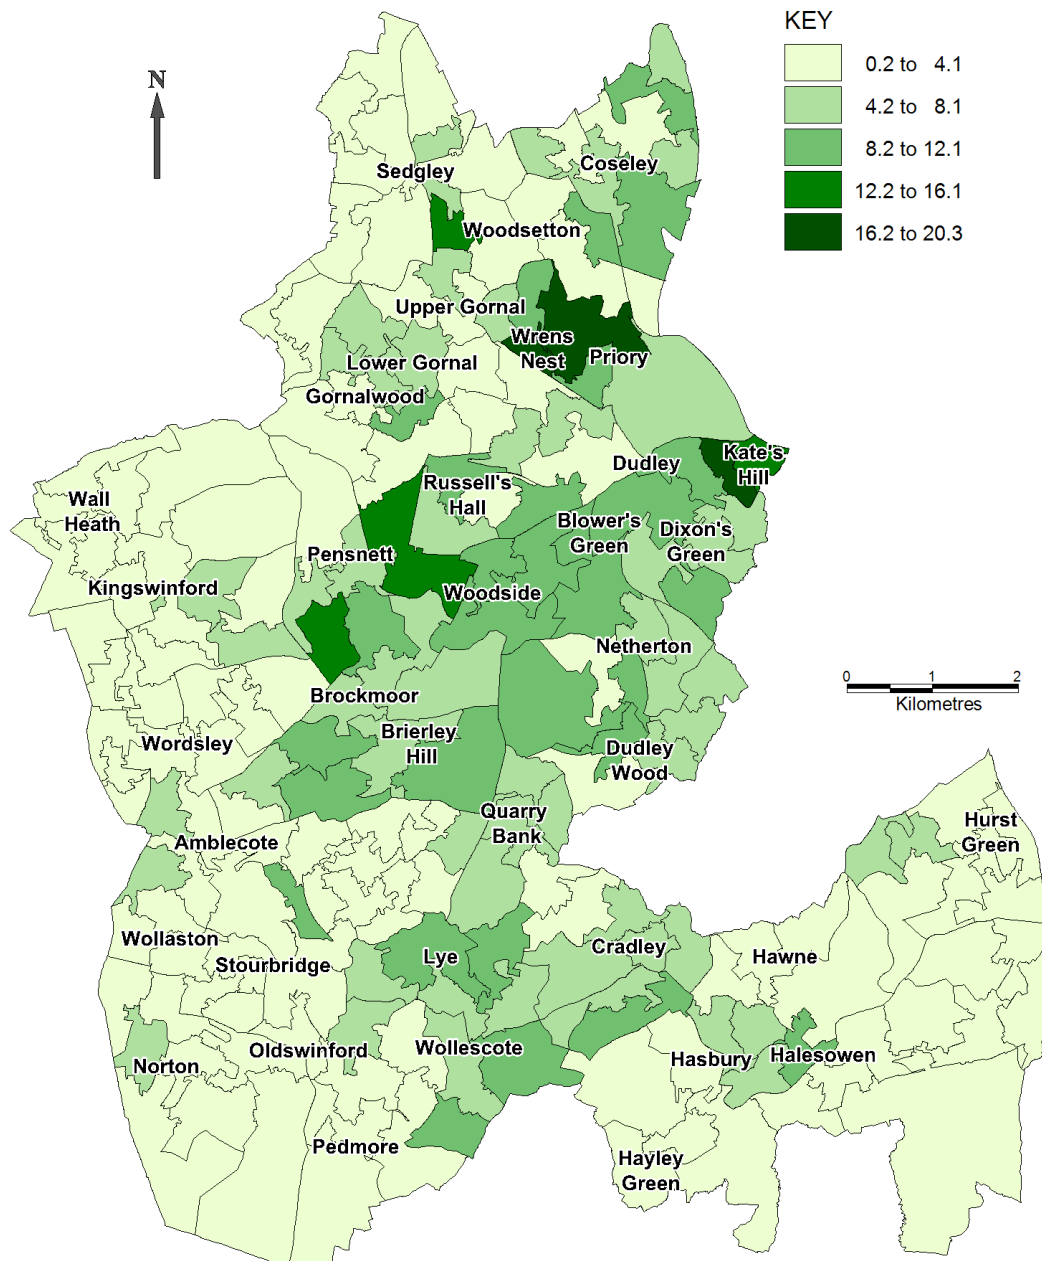 KEY
0.2 to 4.1
4.2 to 8.1
8.2 to 12.1
12.2 to 16.1
16.2 to 20.3
N
Sedgley
Coseley
Woodsetton
Upper Gornal
Wrens
Nest
Priory
Lower Gornal
Gornalwood
Dudley
Kate's
Hill
Russell's
Hall
Wall
Heath
Blower's
Green
Dixon's
Green
Pensnett
Kingswinford
Woodside
Netherton
0 1 2
Kilometres
Brockmoor
Brierley
Hill
Wordsley
Dudley
Wood
Quarry
Bank
Amblecote
Hurst
Green
Wollaston
Stourbridge
Lye
Cradley
Hawne
Oldswinford
Wollescote
Norton
Hasbury
Halesowen
Pedmore
Hayley
Green